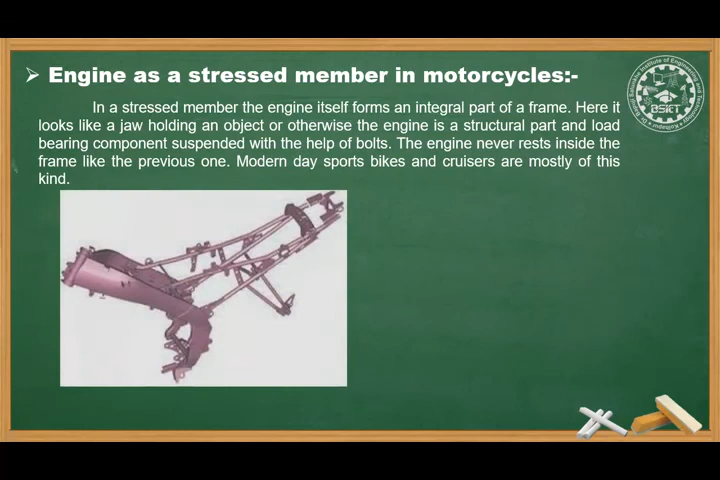 ➢ Engine as a stressed member in motorcycles:-
In a stressed member the engine itself forms an integral part of a frame. Here it
looks like a jaw holding an object or otherwise the engine is a structural part and load
bearing component suspended with the help of bolts. The engine never rests inside the
frame like the previous one. Modern day sports bikes and cruisers are mostly of this
kind.
BSIET